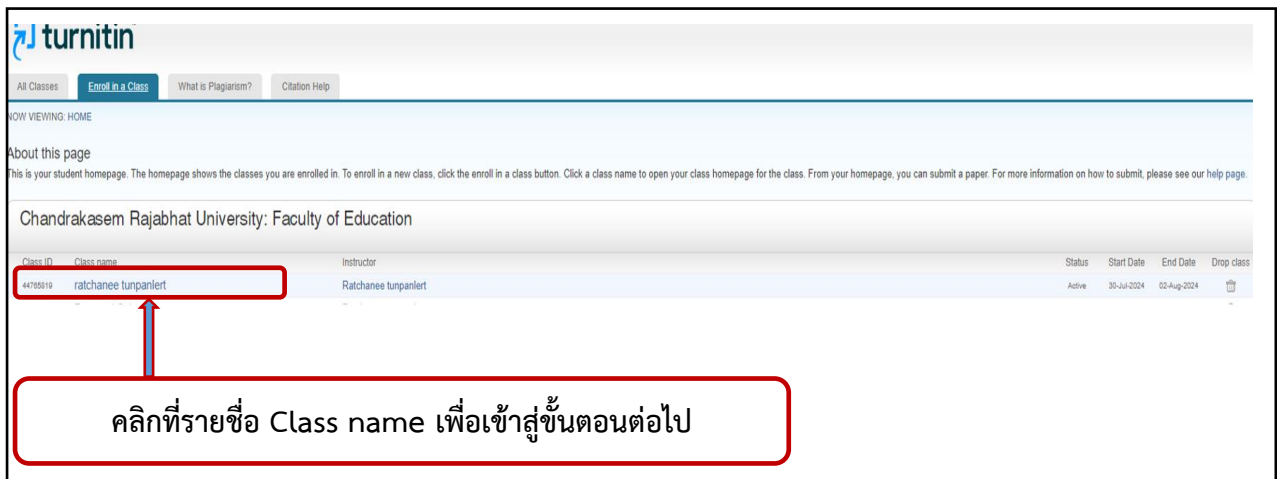 turnitin
All Classes Enroll in a Class What is Plagiarism? Citation Help
NOW VIEWING: HOME
About this page
This is your student homepage. The homepage shows the classes you are enrolled in. To enroll in a new class, click the enroll in a class button. Click a class name to open your class homepage for the class. From your homepage, you can submit a paper. For more information on how to submit, please see our help page.
Chandrakasem Rajabhat University: Faculty of Education
Class ID Class name Instructor Status Start Date End Date Drop class
44765819 ratchanee tunpanlert Ratchanee tunpanlert Active 30-Jul-2024 02-Aug-2024
คลิกที่รายชื่อ Class name เพื่อเข้าสู่ขั้นตอนต่อไป